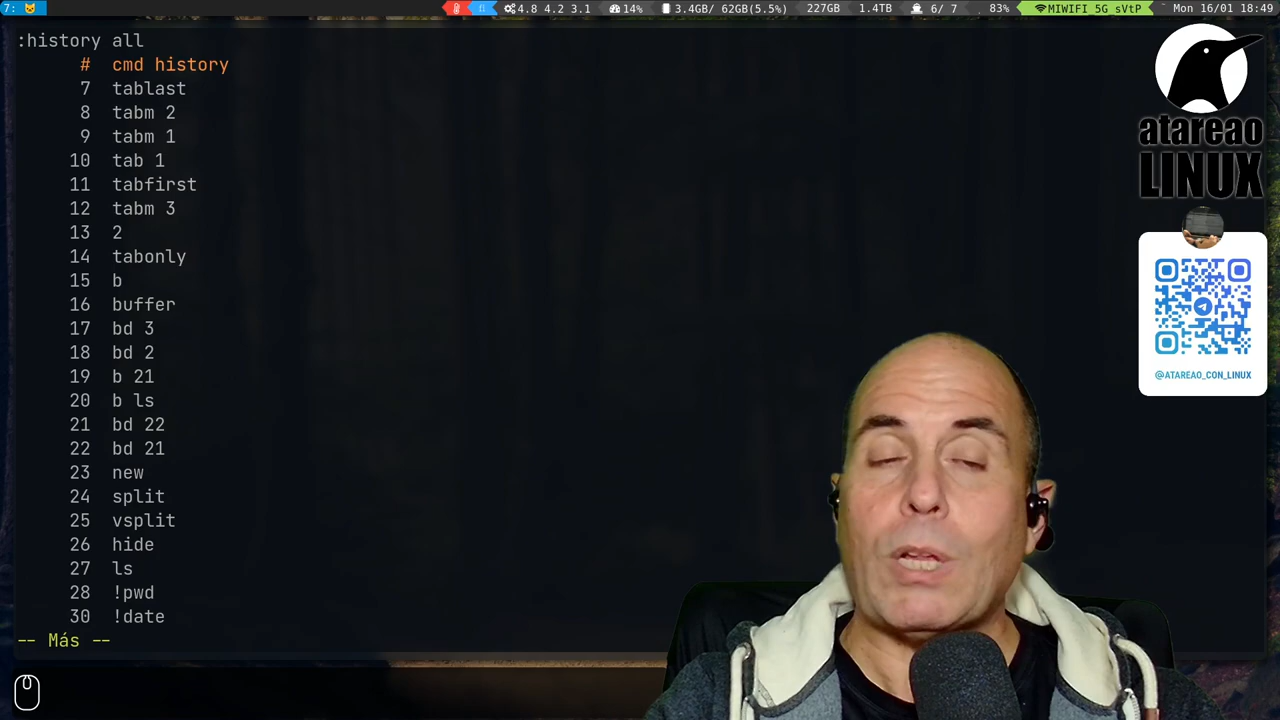 7:
4.8 4.2 3.1 14% 3.4GB/ 62GB(5.5%) 227GB 1.4TB 6/ 7 83% MIWIFI_5G_sVtP Mon 16/01 18:49
:history all
# cmd history
7 tablast
8 tabm 2
9 tabm 1
10 tab 1
11 tabfirst
12 tabm 3
13 2
14 tabonly
15 b
16 buffer
17 bd 3
18 bd 2
19 b 21
20 b ls
21 bd 22
22 bd 21
23 new
24 split
25 vsplit
26 hide
27 ls
28 !pwd
30 !date
-- Más --
atareao
LINUX
@ATAREAO_CON_LINUX